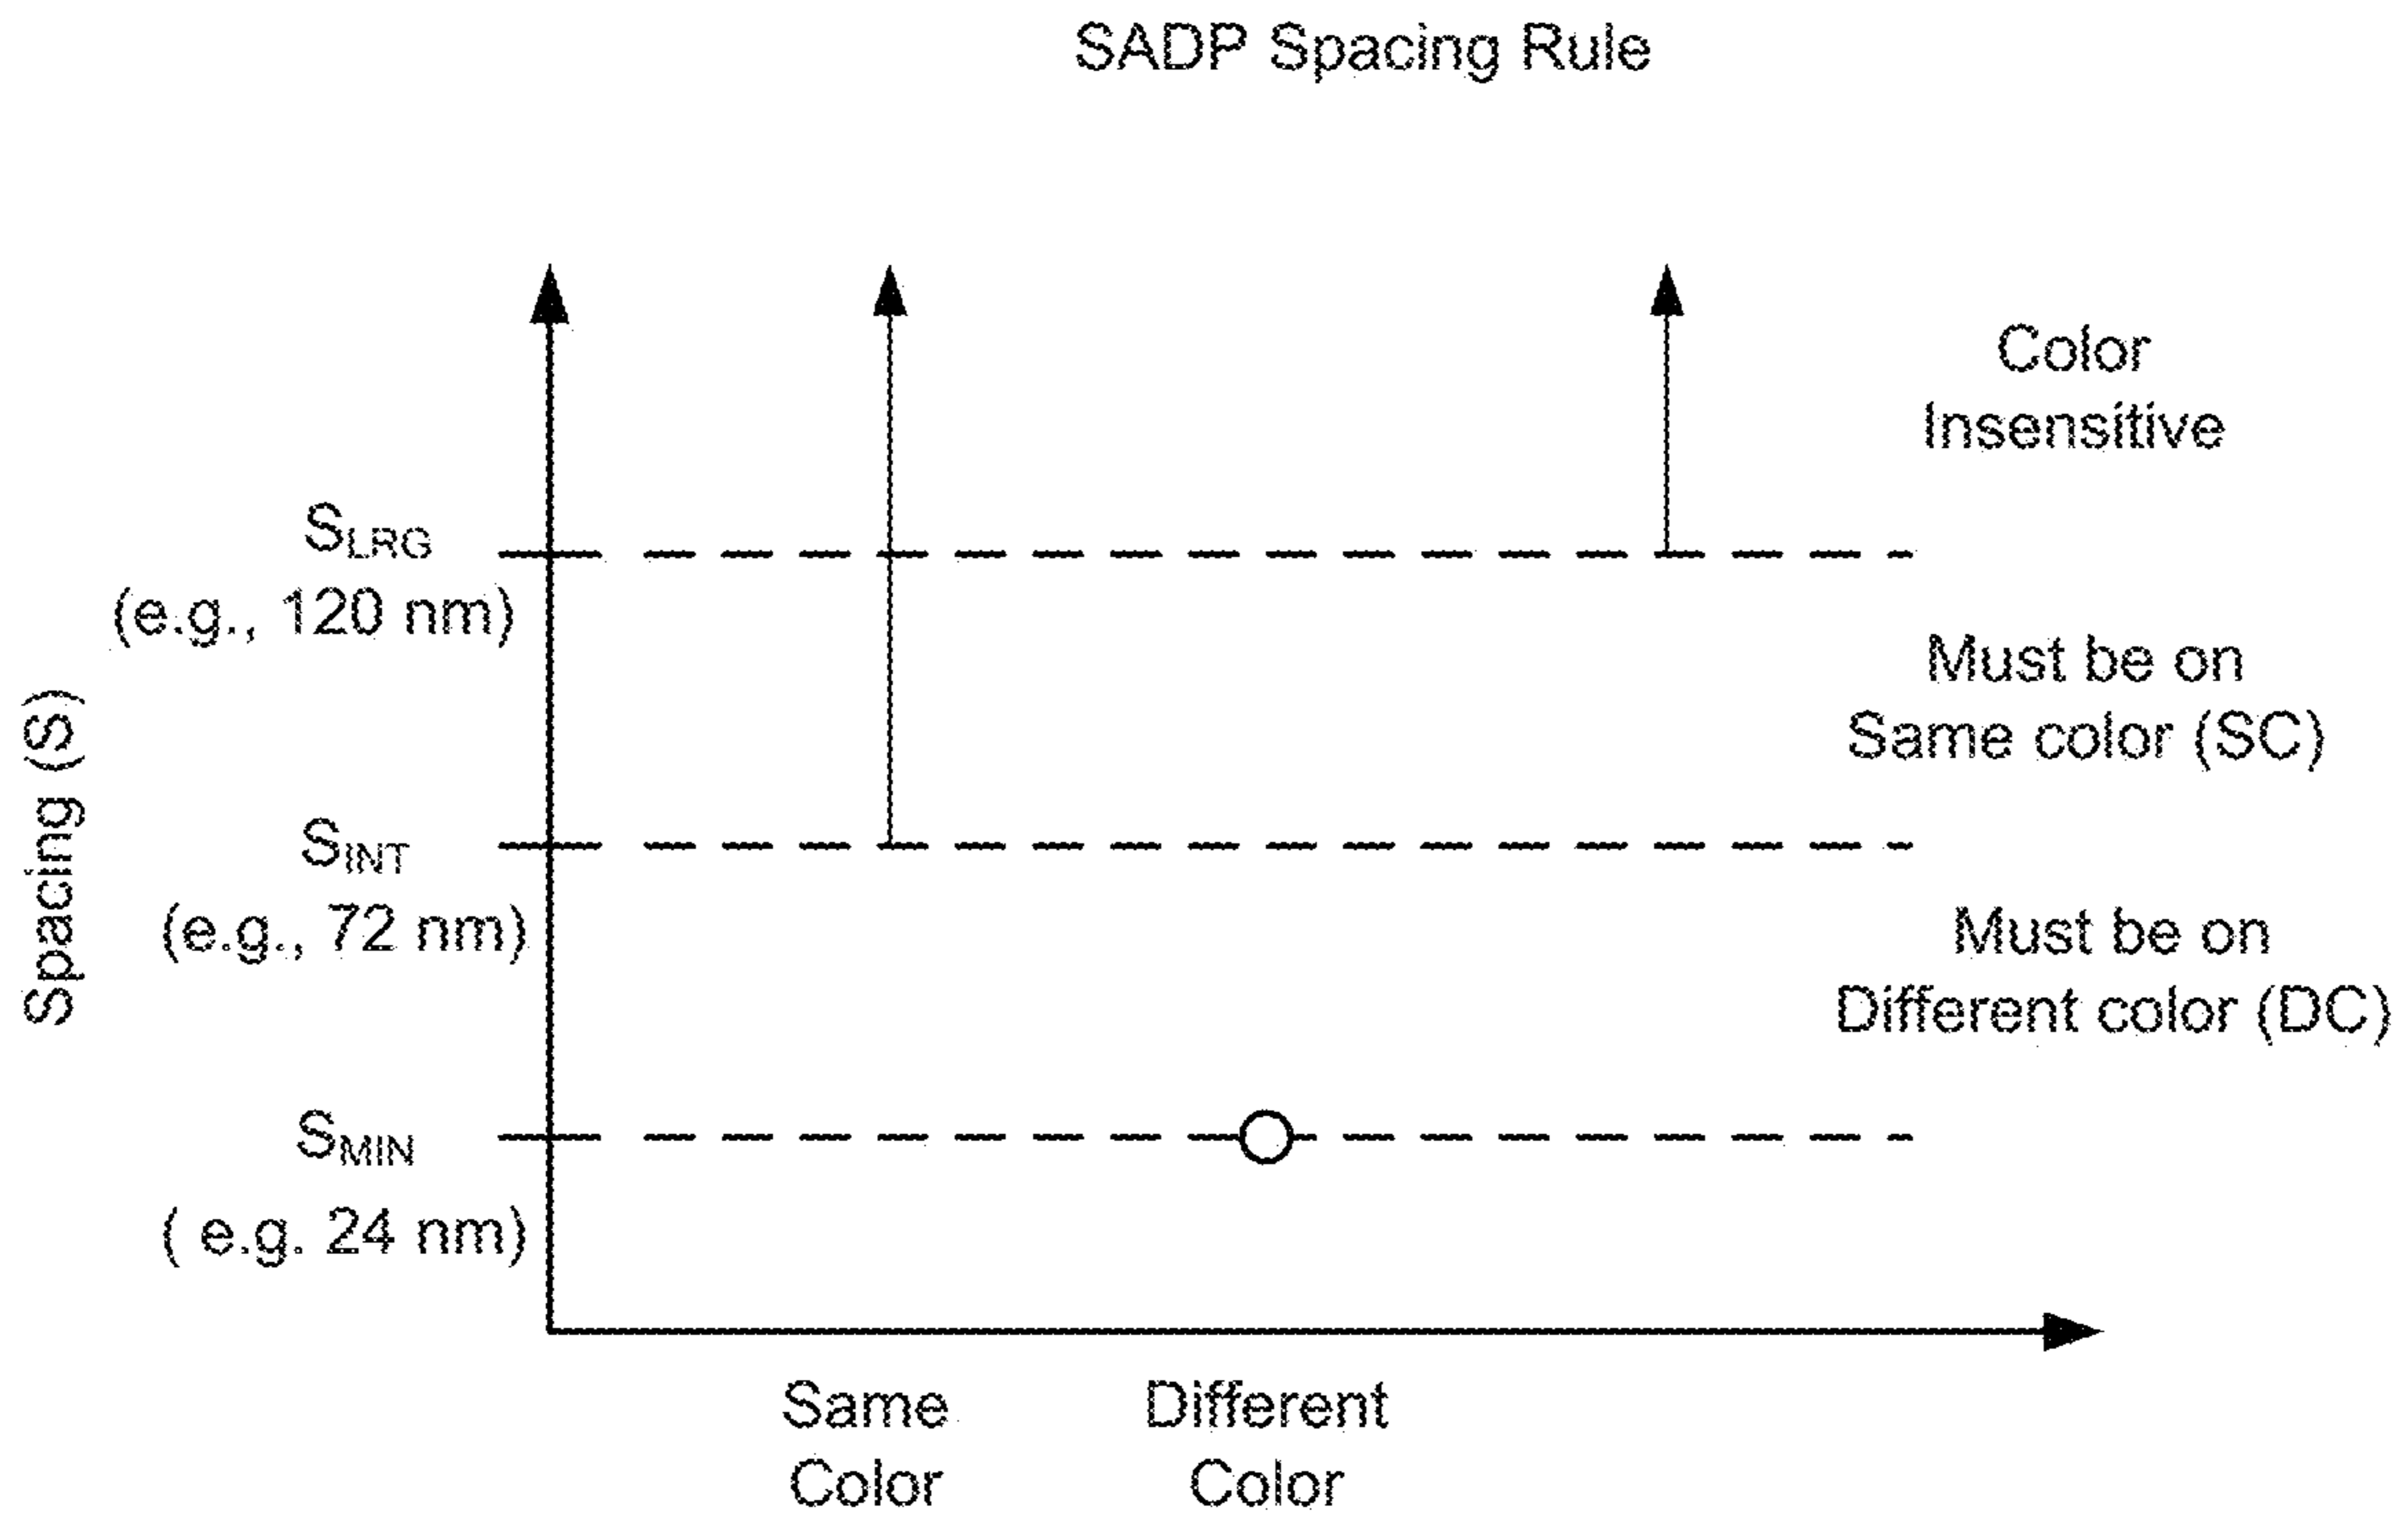 SADP Spacing Rule
Color
Insensitive
SLRG
(e.g., 120 nm)
Must be on
Same color (SC)
Spacing (S)
SINT
(e.g., 72 nm)
Must be on
Different color (DC)
SMIN
( e.g. 24 nm)
Same
Color
Different
Color